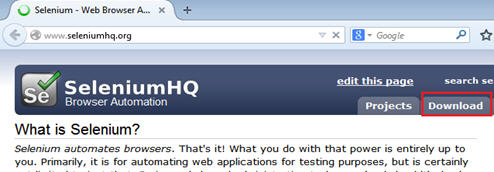 Selenium - Web Browser A...
www.seleniumhq.org
Google
Se
SeleniumHQ
Browser Automation
edit this page
search se
Projects
Download
What is Selenium?
Selenium automates browsers. That's it! What you do with that power is entirely up
to you. Primarily, it is for automating web applications for testing purposes, but is certainly